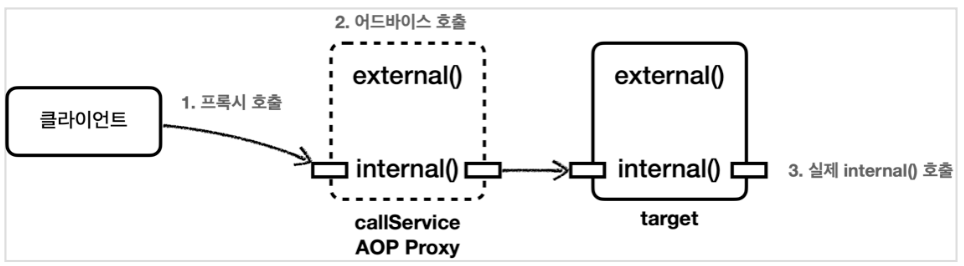 2. 어드바이스 호출
external()
external()
1. 프록시 호출
클라이언트
internal()
internal()
3. 실제 internal() 호출
callService
AOP Proxy
target